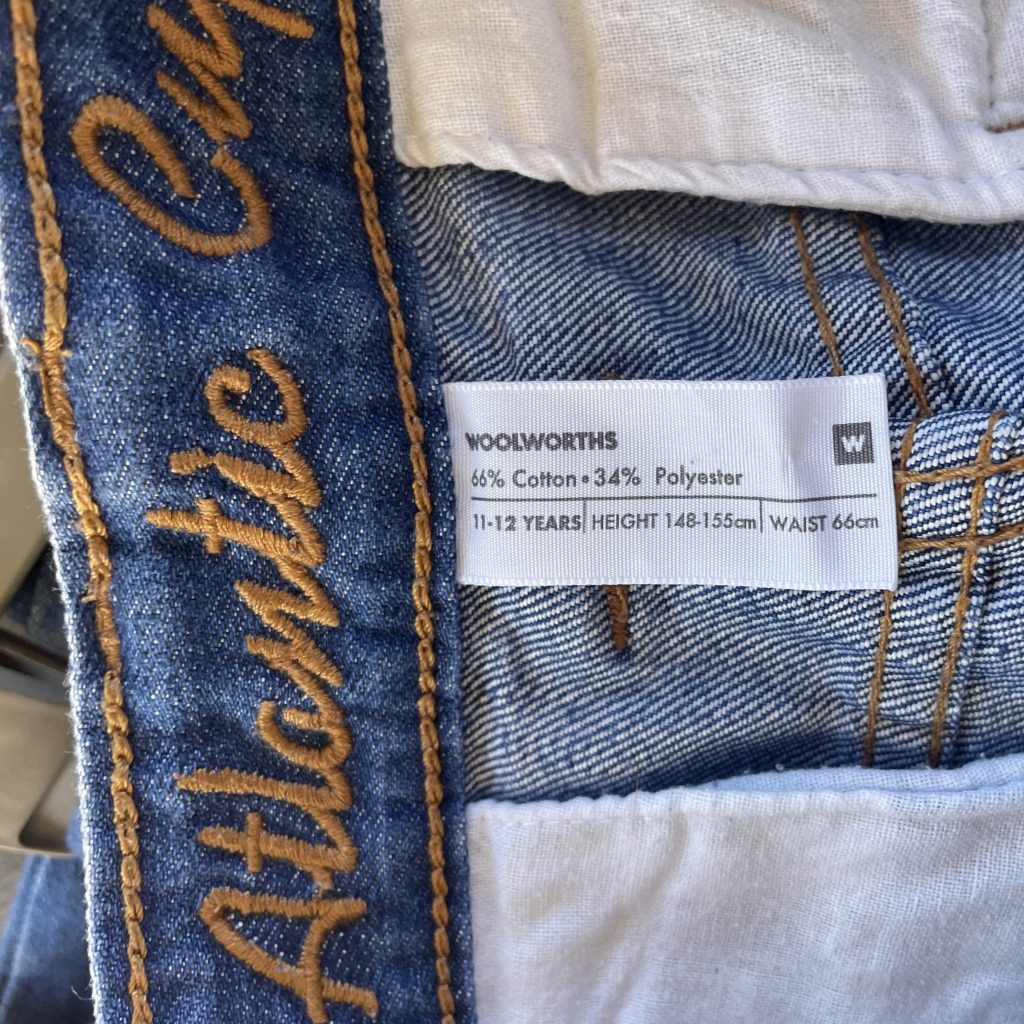 Atlantic
WOOLWORTHS W
66% Cotton • 34% Polyester
11-12 YEARS | HEIGHT 148-155cm | WAIST 66cm